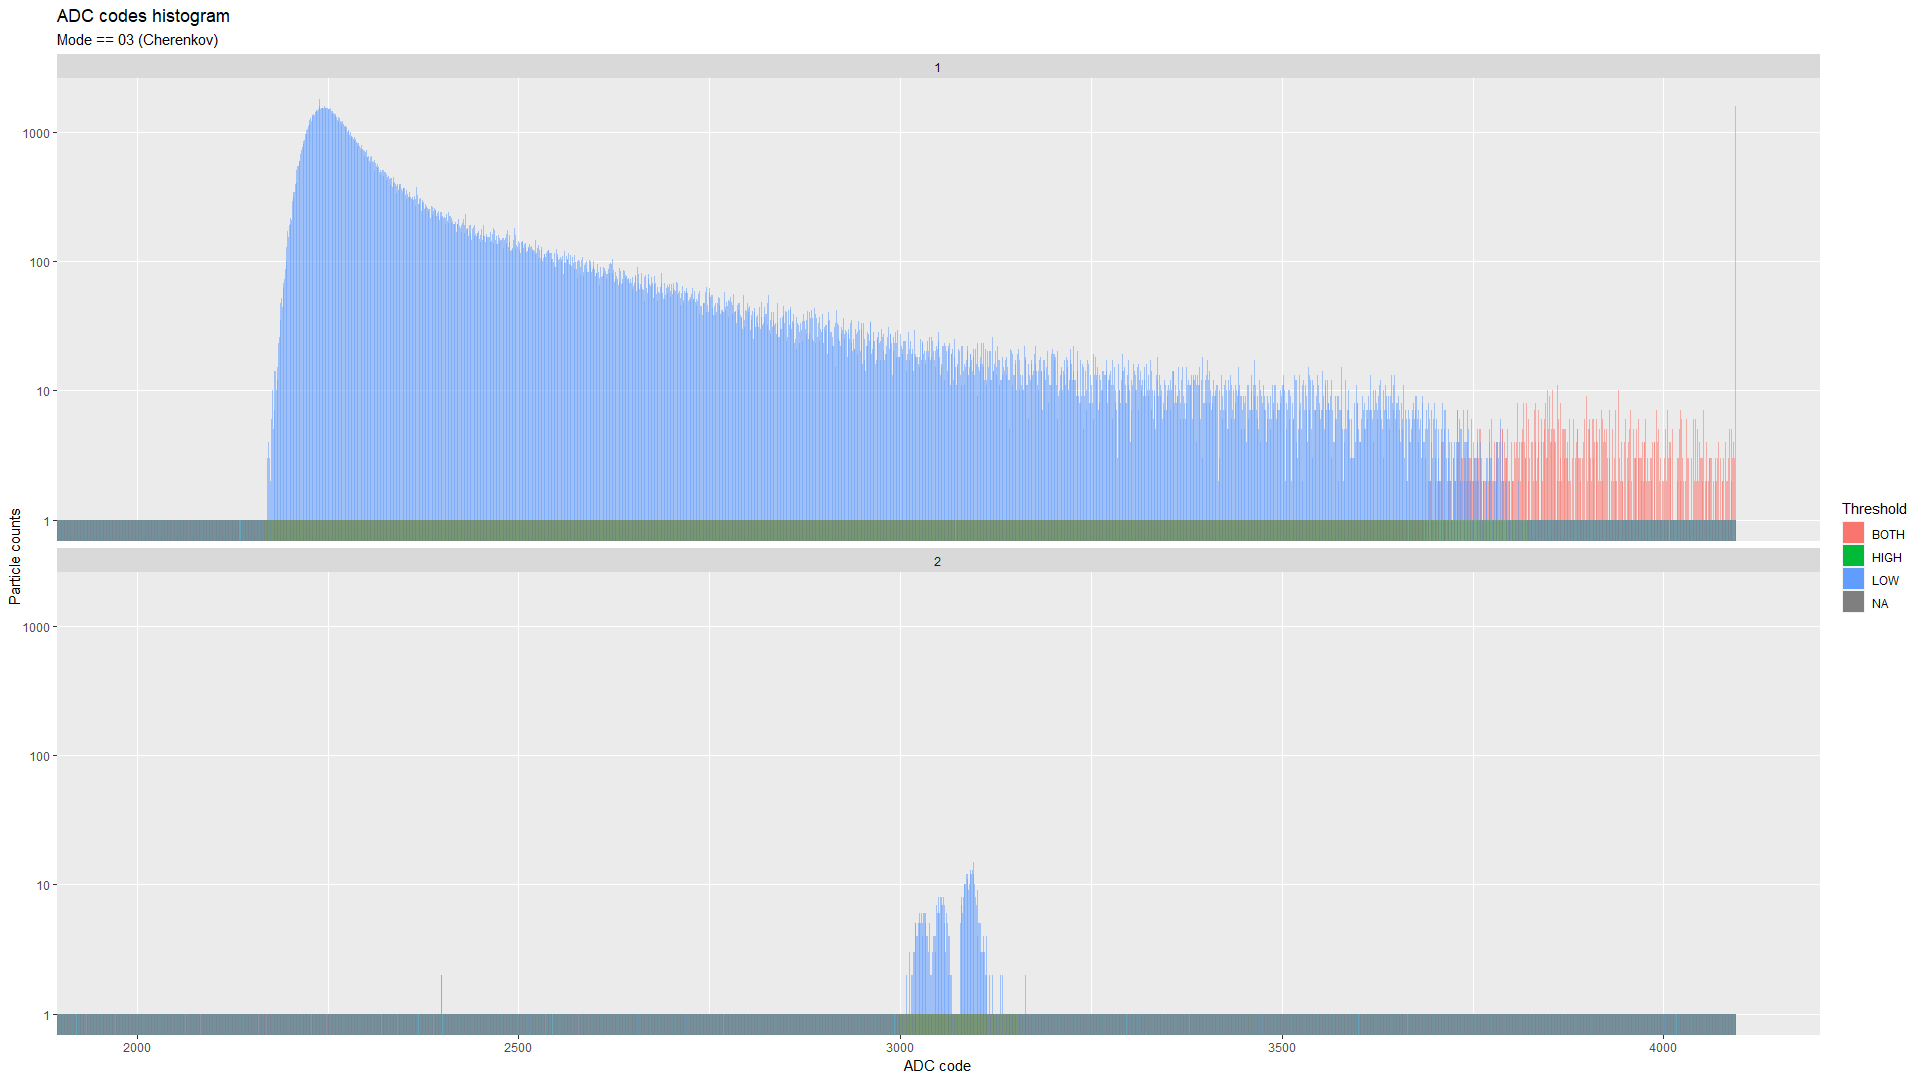 ADC codes histogram
Mode == 03 (Cherenkov)
1
1000
100
10
1
2
1000
100
10
1
2000 2500 3000 3500 4000
ADC code
Particle counts
Threshold
BOTH
HIGH
LOW
NA